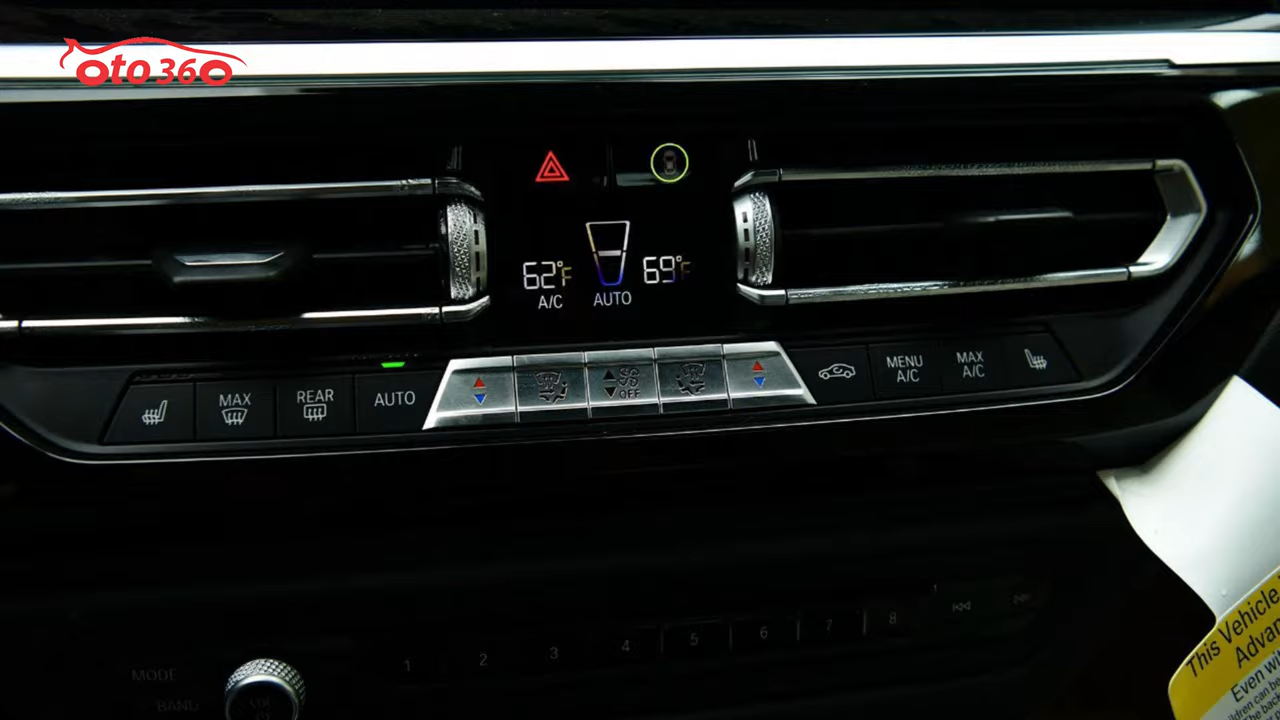 oto360
62°F
69°F
A/C
AUTO
MAX
REAR
AUTO
OFF
MENU
A/C
MAX
A/C
MODE
BAND
1
2
3
4
5
6
7
8
This Vehicle
Advan
Even wi